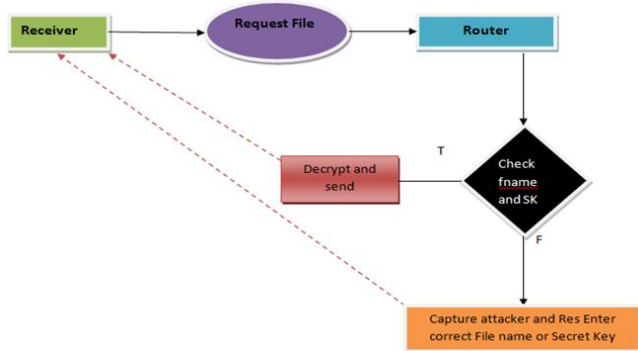 Receiver
Request File
Router
T
Check
fname
and SK
Decrypt and
send
F
Capture attacker and Res Enter
correct File name or Secret Key